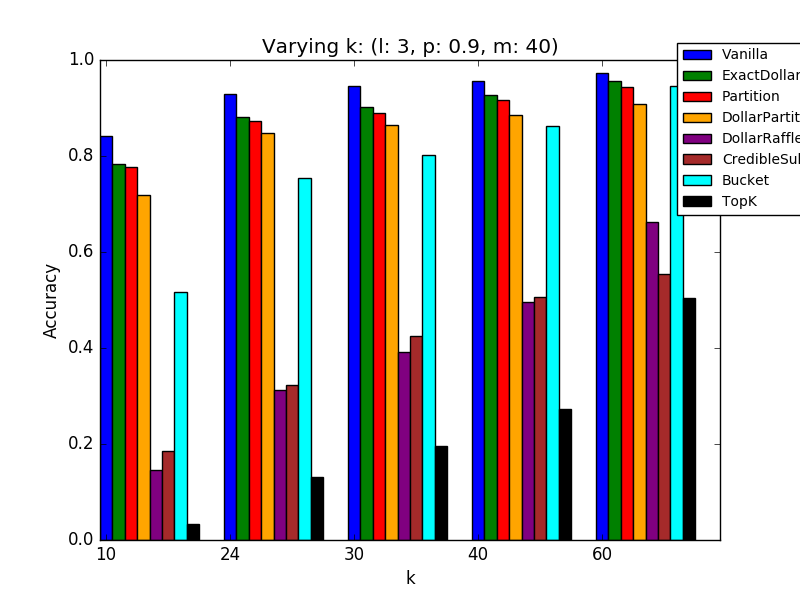 Varying k: (l: 3, p: 0.9, m: 40)
1.0
0.8
0.6
0.4
0.2
0.0
Accuracy
10 24 30 40 60
k
Vanilla
ExactDollar
Partition
DollarPartit
DollarRaffle
CredibleSu
Bucket
TopK